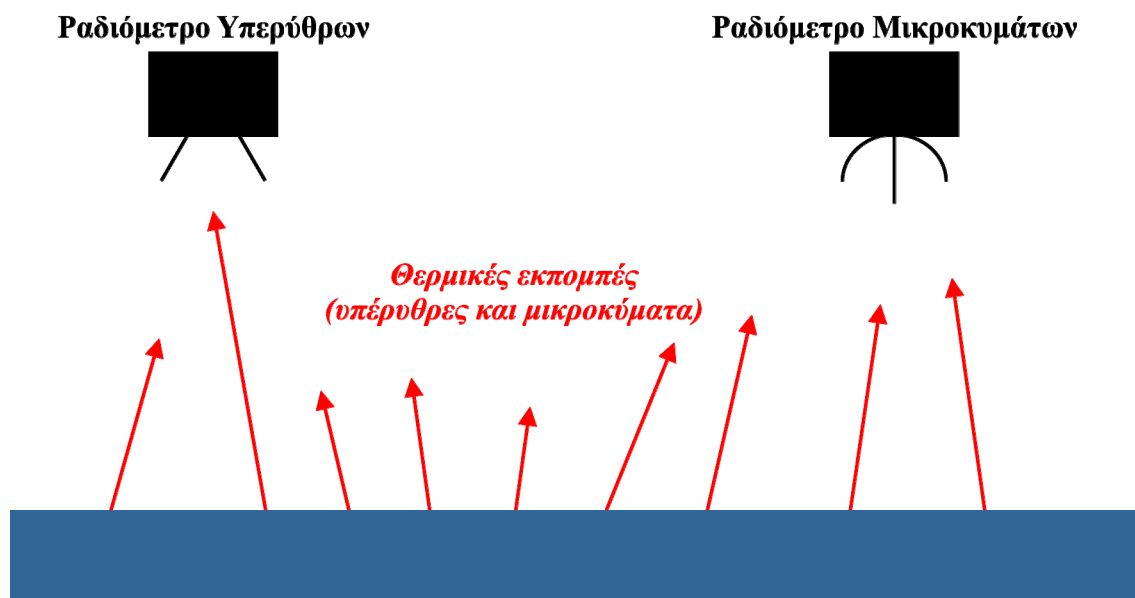 Ραδιόμετρο Υπερύθρων
Ραδιόμετρο Μικροκυμάτων
Θερμικές εκπομπές
(υπέρυθρες και μικροκύματα)